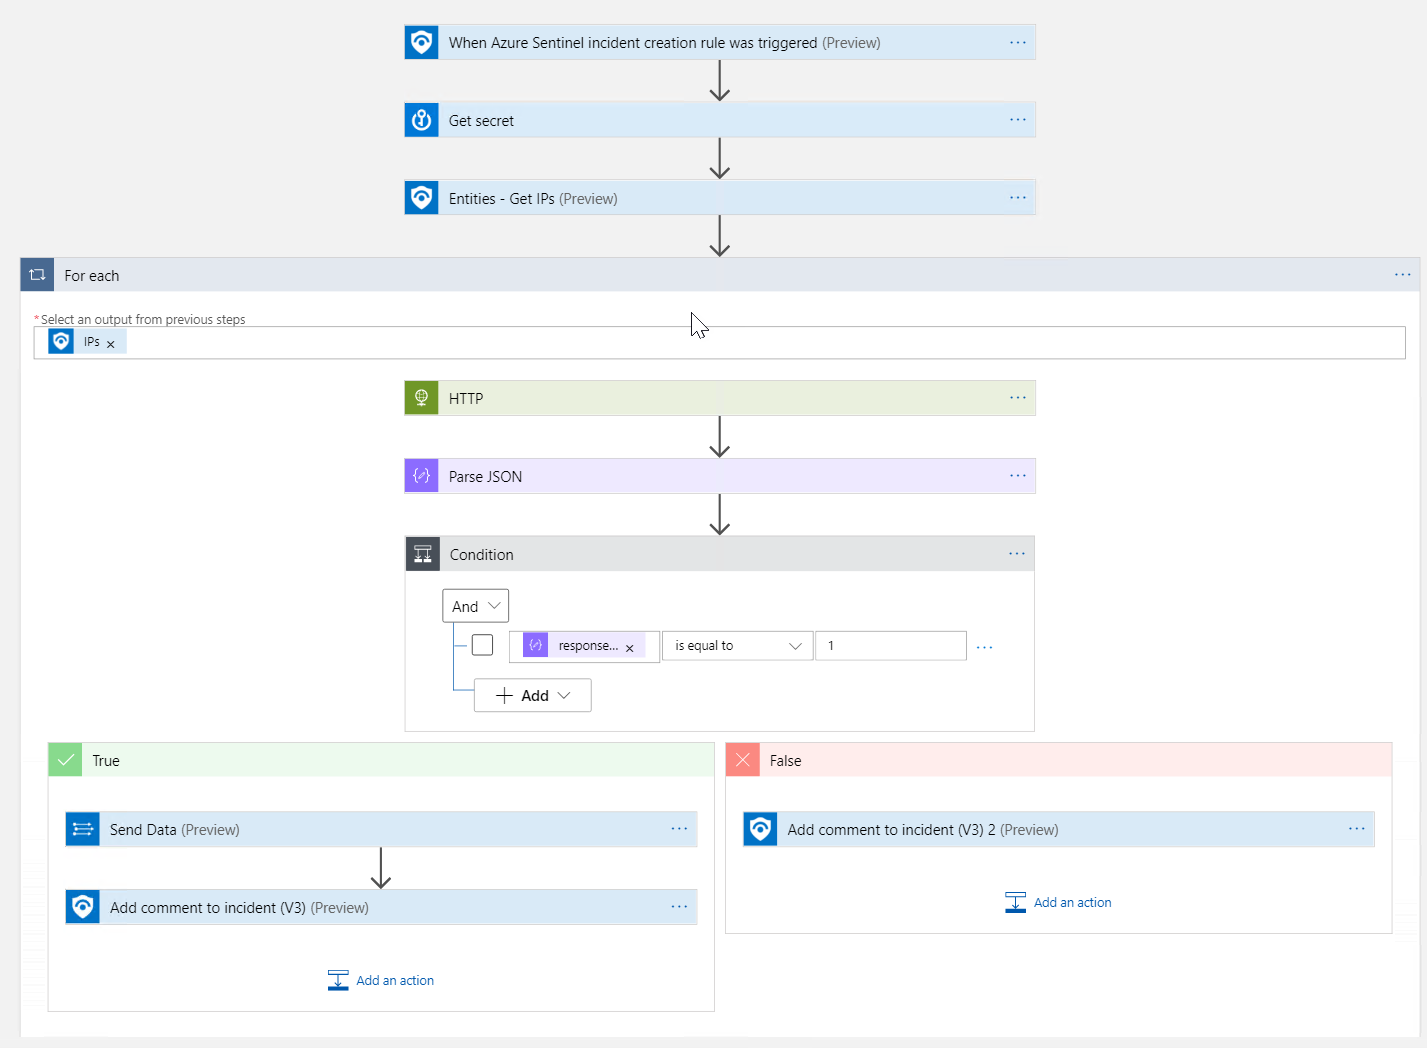 When Azure Sentinel incident creation rule was triggered (Preview)
Get secret
Entities - Get IPs (Preview)
For each
*Select an output from previous steps
IPs ×
HTTP
Parse JSON
Condition
And
response... × is equal to 1
+ Add
True
Send Data (Preview)
Add comment to incident (V3) (Preview)
Add an action
False
Add comment to incident (V3) 2 (Preview)
Add an action